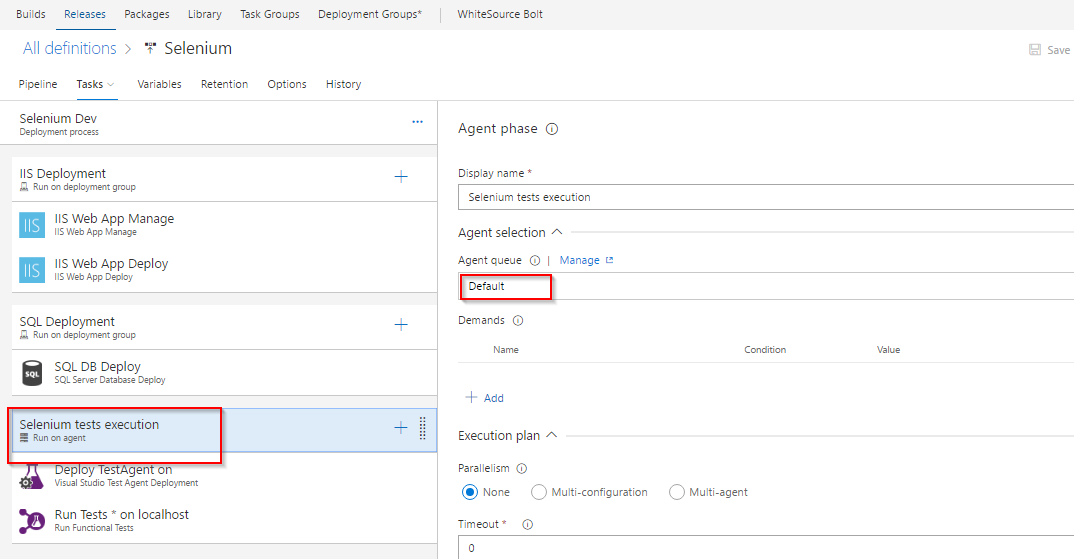 Builds Releases Packages Library Task Groups Deployment Groups* WhiteSource Bolt
All definitions > Selenium Save
Pipeline Tasks Variables Retention Options History
Selenium Dev
Deployment process
...
IIS Deployment
Run on deployment group
IIS
IIS Web App Manage
IIS Web App Manage
IIS
IIS Web App Deploy
IIS Web App Deploy
SQL Deployment
Run on deployment group
SQL
SQL DB Deploy
SQL Server Database Deploy
Selenium tests execution
Run on agent
Deploy TestAgent on
Visual Studio Test Agent Deployment
Run Tests * on localhost
Run Functional Tests
Agent phase
Display name *
Selenium tests execution
Agent selection
Agent queue | Manage
Default
Demands
Name Condition Value
+ Add
Execution plan
Parallelism
None Multi-configuration Multi-agent
Timeout *
0